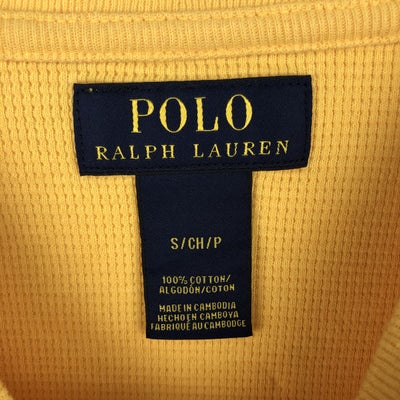 POLO
RALPH LAUREN
S/CH/P
100% COTTON/
ALGODÓN/COTON
MADE IN CAMBODIA
HECHO EN CAMBOYA
FABRIQUÉ AU CAMBODGE